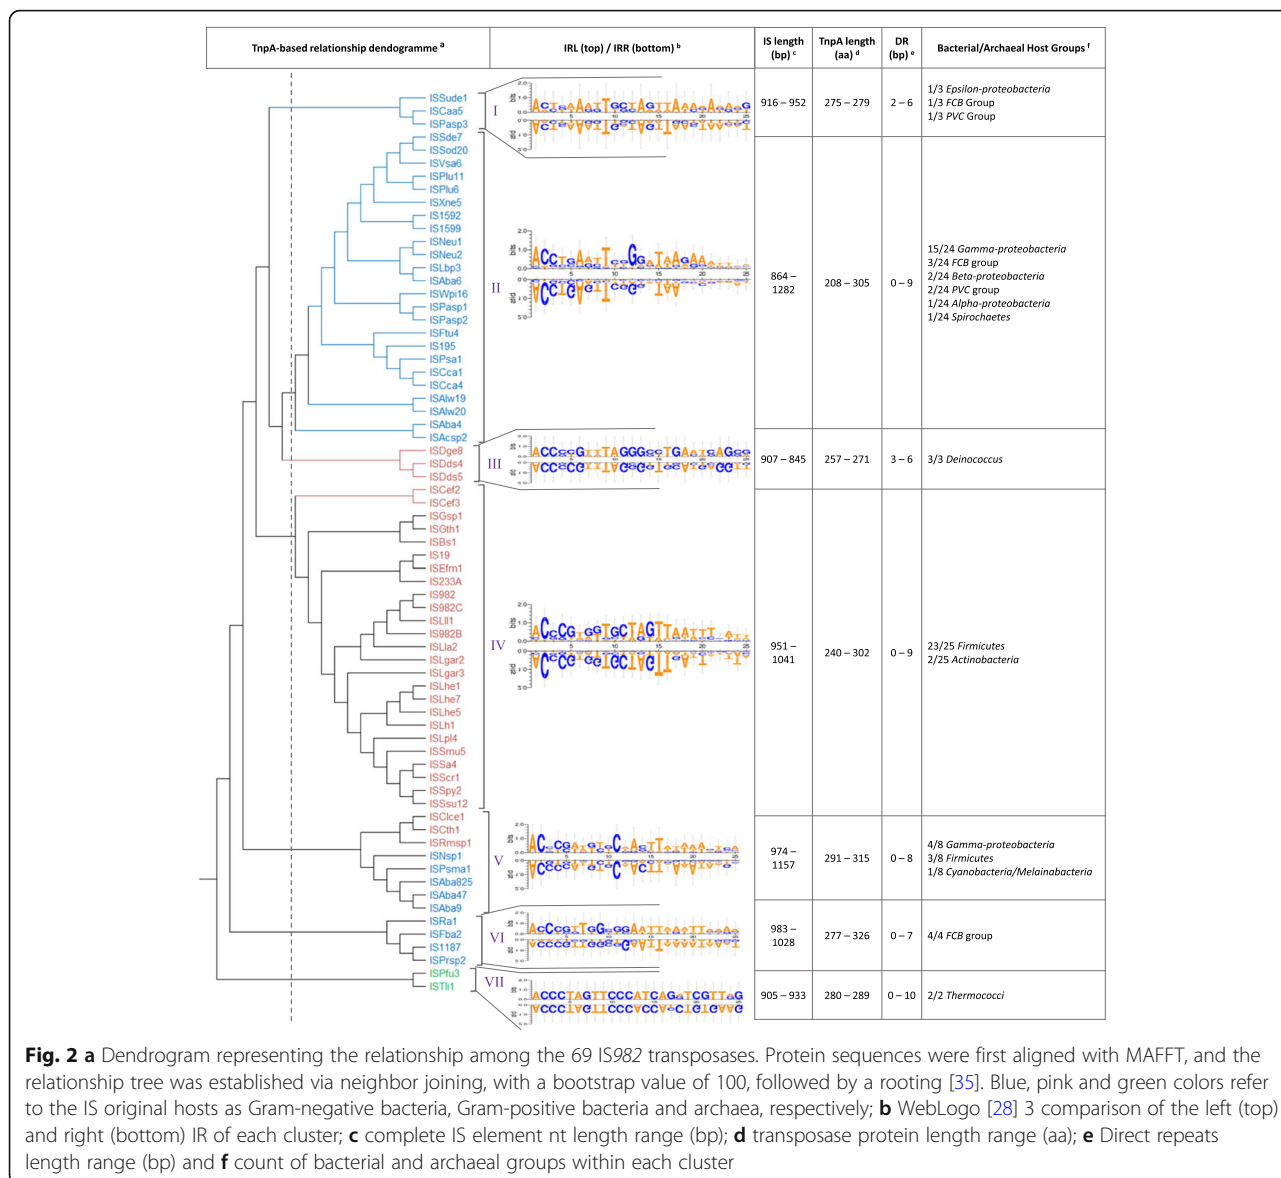 TnpA-based relationship dendogramme a
IRL (top) / IRR (bottom) b
IS length
(bp) c
TnpA length
(aa) d
DR
(bp) e
Bacterial/Archaeal Host Groups f
ISSude1
ISCaa5
ISPasp3
I
916 – 952
275 – 279
2 – 6
1/3 Epsilon-proteobacteria
1/3 FCB Group
1/3 PVC Group
ISSde7
ISSod20
ISVsa6
ISPlu11
ISPlu6
ISXne5
IS1592
IS1599
ISNeu1
ISNeu2
ISLbp3
ISAba6
ISWpi16
ISPasp1
ISPasp2
ISFtu4
IS195
ISPsa1
ISCca1
ISCca4
ISAlw19
ISAlw20
ISAba4
ISAcsp2
II
864 –
1282
208 – 305
0 – 9
15/24 Gamma-proteobacteria
3/24 FCB group
2/24 Beta-proteobacteria
2/24 PVC group
1/24 Alpha-proteobacteria
1/24 Spirochaetes
ISDge8
ISDds4
ISDds5
III
907 – 845
257 – 271
3 – 6
3/3 Deinococcus
ISCef2
ISCef3
ISGsp1
ISGth1
ISBs1
IS19
ISEfm1
IS233A
IS982
IS982C
ISLll1
IS982B
ISLla2
ISLgar2
ISLgar3
ISLhe1
ISLhe7
ISLhe5
ISLh1
ISLpl4
ISSmu5
ISSa4
ISScr1
ISSpy2
ISSsu12
IV
951 –
1041
240 – 302
0 – 9
23/25 Firmicutes
2/25 Actinobacteria
ISClce1
ISCth1
ISRmsp1
ISNsp1
ISPsma1
ISAba825
ISAba47
ISAba9
V
974 –
1157
291 – 315
0 – 8
4/8 Gamma-proteobacteria
3/8 Firmicutes
1/8 Cyanobacteria/Melainabacteria
ISRa1
ISFba2
IS1187
ISPrsp2
VI
983 –
1028
277 – 326
0 – 7
4/4 FCB group
ISPfu3
ISTli1
VII
905 – 933
280 – 289
0 – 10
2/2 Thermococci
Fig. 2 a Dendrogram representing the relationship among the 69 IS982 transposases. Protein sequences were first aligned with MAFFT, and the
relationship tree was established via neighbor joining, with a bootstrap value of 100, followed by a rooting [35]. Blue, pink and green colors refer
to the IS original hosts as Gram-negative bacteria, Gram-positive bacteria and archaea, respectively; b WebLogo [28] 3 comparison of the left (top)
and right (bottom) IR of each cluster; c complete IS element nt length range (bp); d transposase protein length range (aa); e Direct repeats
length range (bp) and f count of bacterial and archaeal groups within each cluster